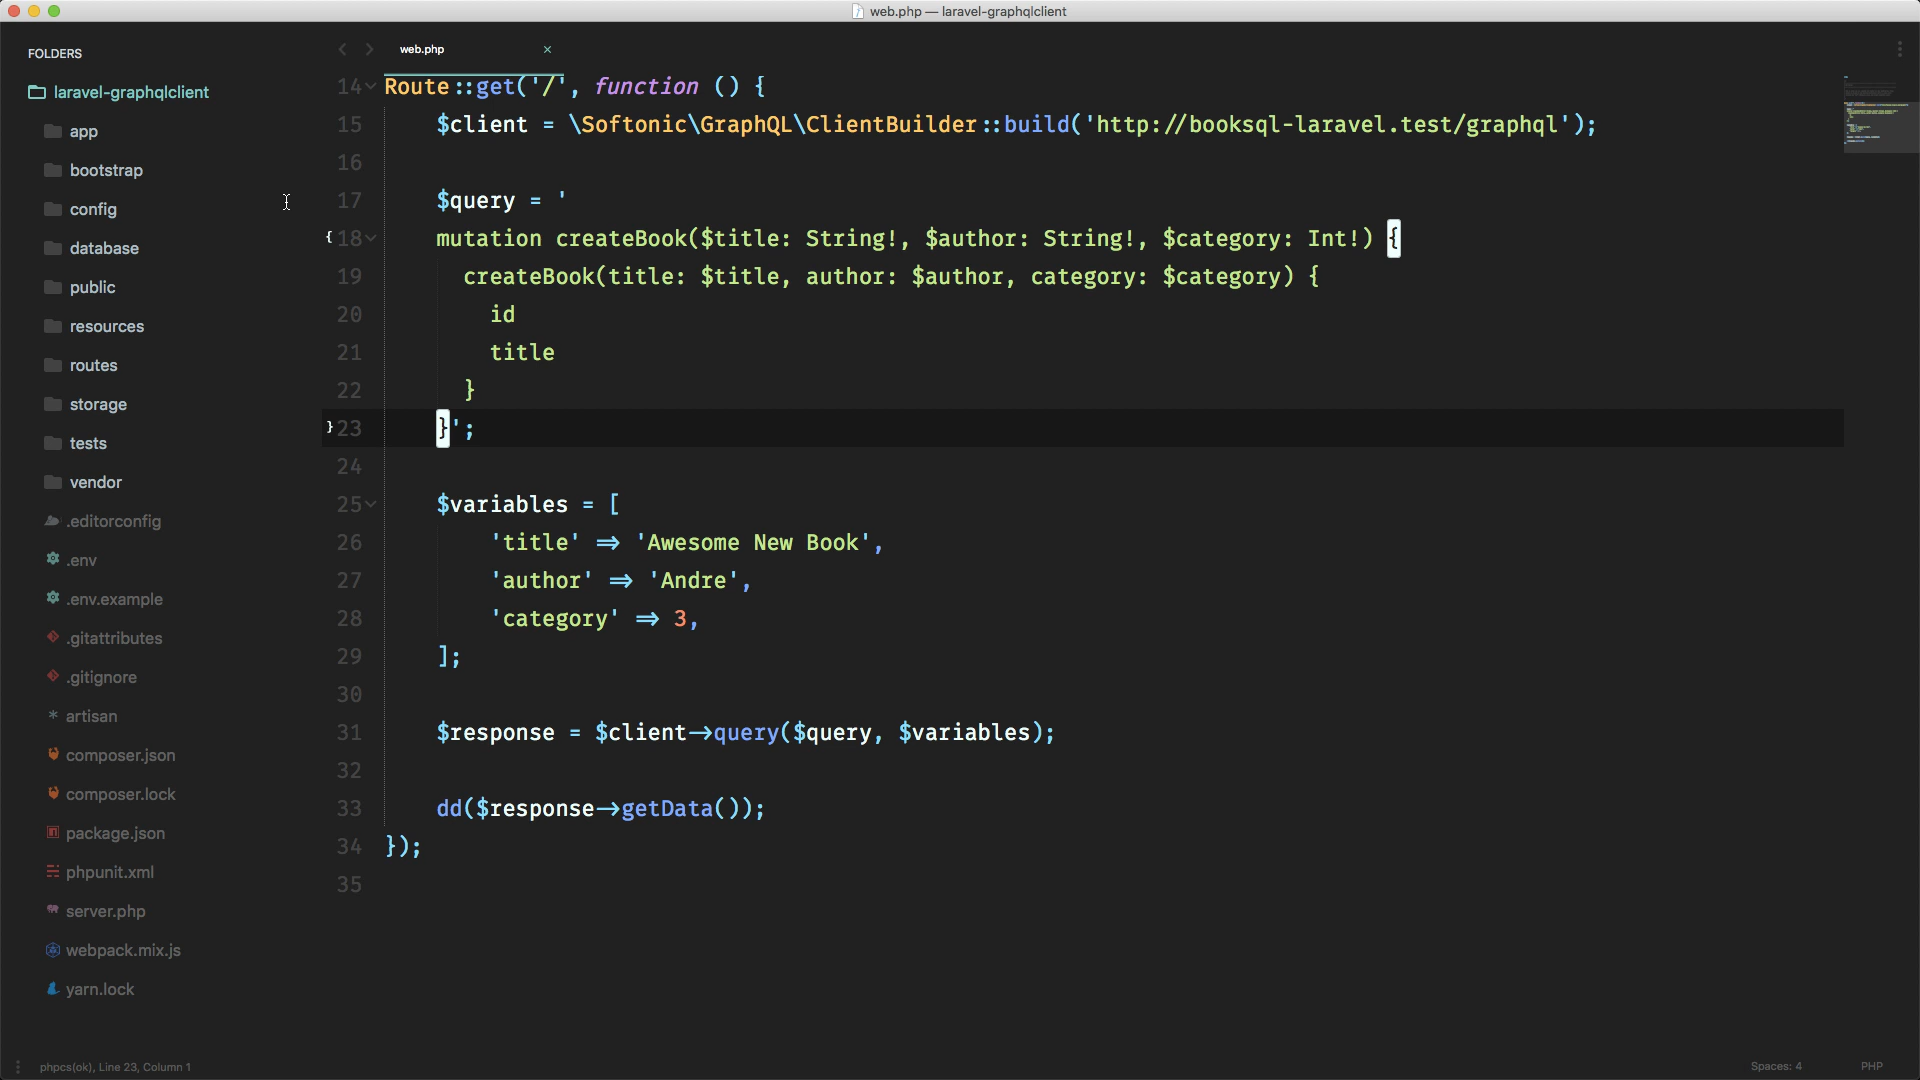 web.php — laravel-graphqlclient
FOLDERS
laravel-graphqlclient
app
bootstrap
config
database
public
resources
routes
storage
tests
vendor
.editorconfig
.env
.env.example
.gitattributes
.gitignore
artisan
composer.json
composer.lock
package.json
phpunit.xml
server.php
webpack.mix.js
yarn.lock
web.php ×
14 Route::get('/', function () {
15 $client = \Softonic\GraphQL\ClientBuilder::build('http://booksql-laravel.test/graphql');
16
17 $query = '
{ 18 mutation createBook($title: String!, $author: String!, $category: Int!) {
19 createBook(title: $title, author: $author, category: $category) {
20 id
21 title
22 }
} 23 }';
24
25 $variables = [
26 'title' => 'Awesome New Book',
27 'author' => 'Andre',
28 'category' => 3,
29 ];
30
31 $response = $client->query($query, $variables);
32
33 dd($response->getData());
34 });
35
phpcs(ok), Line 23, Column 1
Spaces: 4
PHP